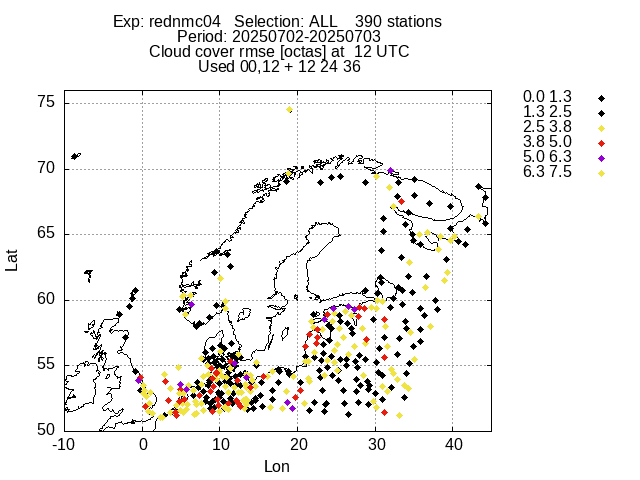 Exp: rednmc04   Selection: ALL    390 stations
Period: 20250702-20250703
Cloud cover rmse [octas] at  12 UTC
Used 00,12 + 12 24 36
0.0 1.3
1.3 2.5
2.5 3.8
3.8 5.0
5.0 6.3
6.3 7.5
75
70
65
60
55
50
Lat
-10 0 10 20 30 40
Lon